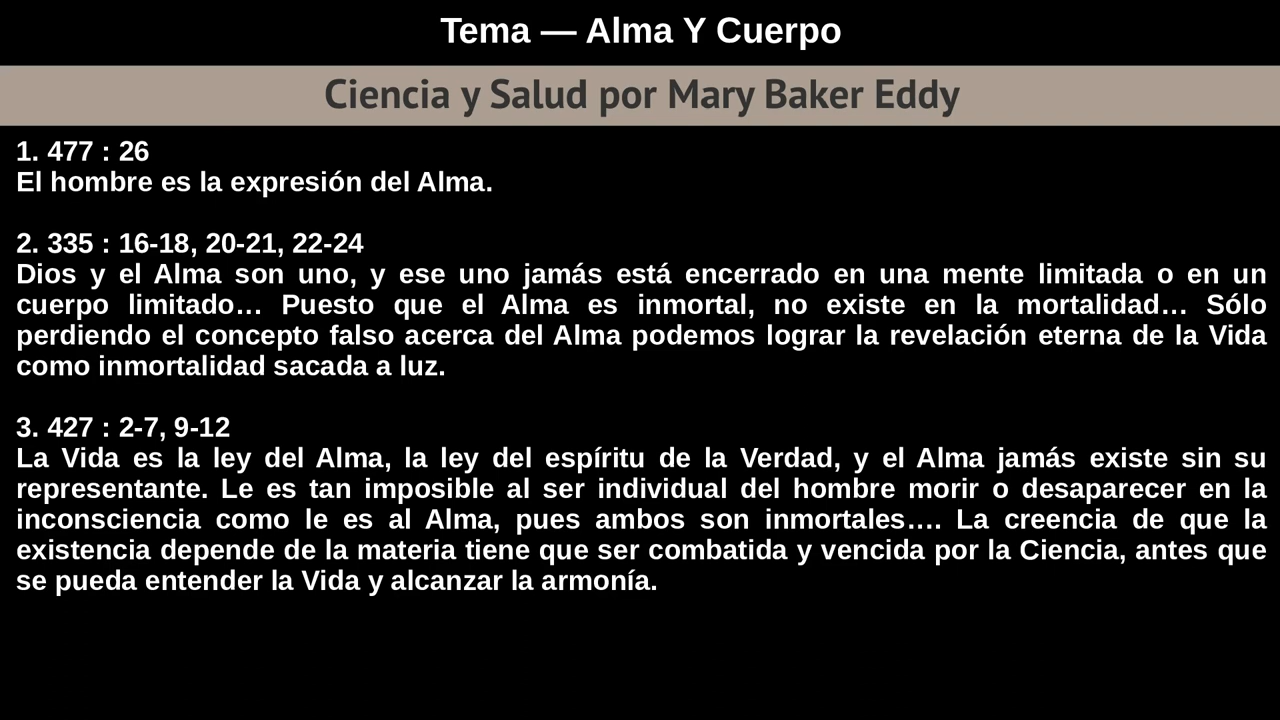 Tema — Alma Y Cuerpo
Ciencia y Salud por Mary Baker Eddy
1. 477 : 26
El hombre es la expresión del Alma.
2. 335 : 16-18, 20-21, 22-24
Dios y el Alma son uno, y ese uno jamás está encerrado en una mente limitada o en un
cuerpo limitado… Puesto que el Alma es inmortal, no existe en la mortalidad… Sólo
perdiendo el concepto falso acerca del Alma podemos lograr la revelación eterna de la Vida
como inmortalidad sacada a luz.
3. 427 : 2-7, 9-12
La Vida es la ley del Alma, la ley del espíritu de la Verdad, y el Alma jamás existe sin su
representante. Le es tan imposible al ser individual del hombre morir o desaparecer en la
inconsciencia como le es al Alma, pues ambos son inmortales…. La creencia de que la
existencia depende de la materia tiene que ser combatida y vencida por la Ciencia, antes que
se pueda entender la Vida y alcanzar la armonía.